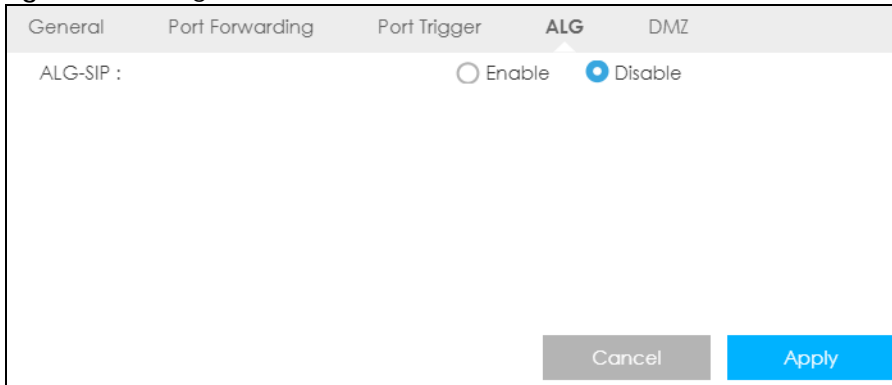 General Port Forwarding Port Trigger ALG DMZ
ALG-SIP : Enable Disable
Cancel Apply